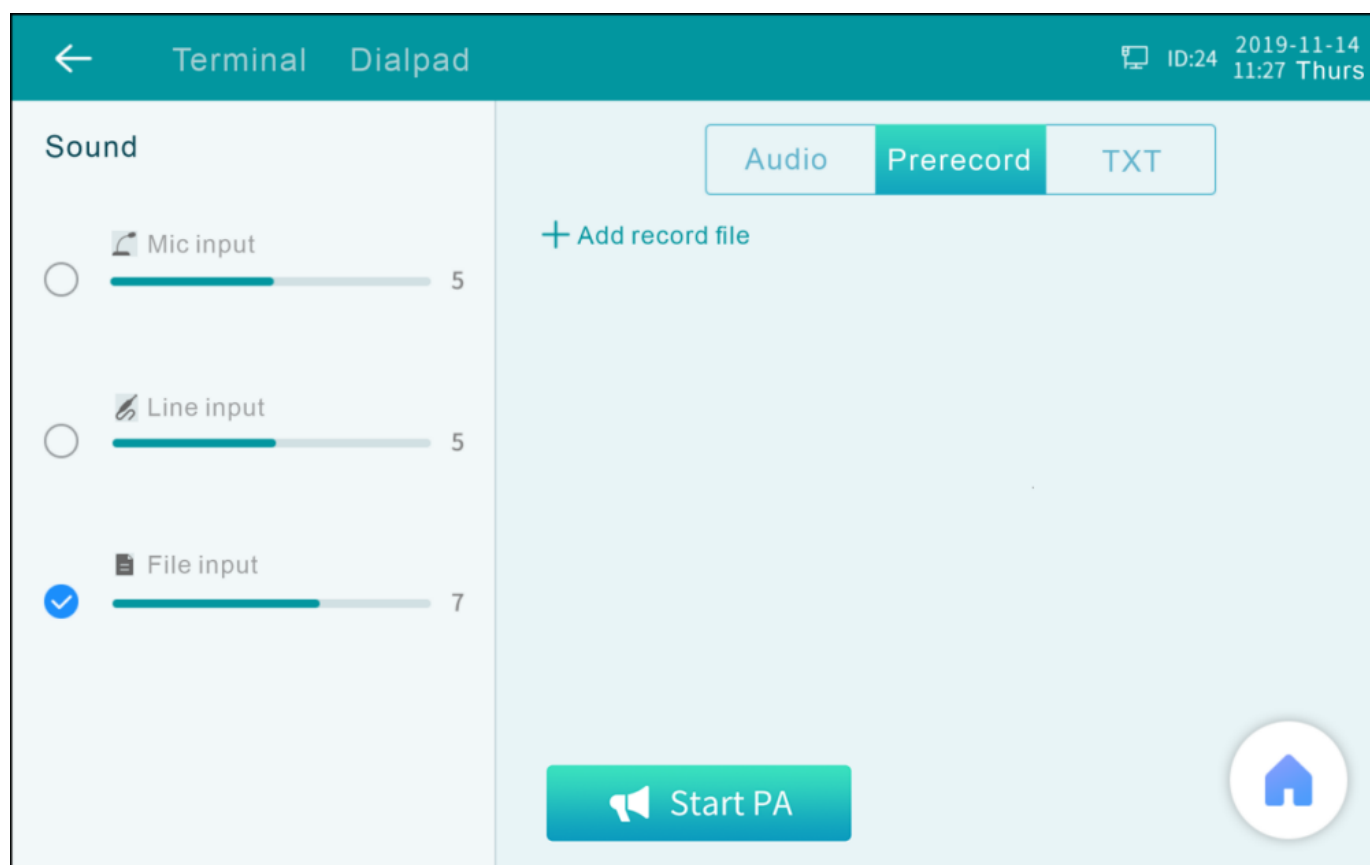 Terminal Dialpad ID:24 2019-11-14
11:27 Thurs
Sound
Audio Prerecord TXT
Mic input
5
+ Add record file
Line input
5
File input
7
Start PA